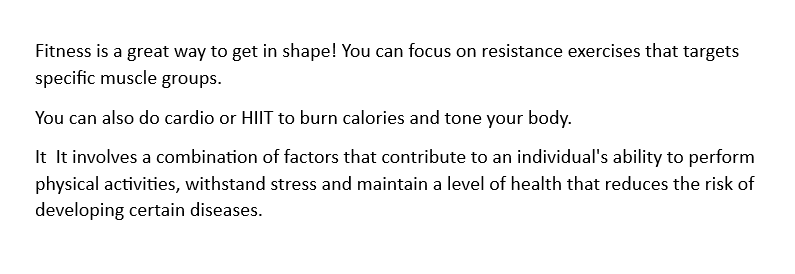 Fitness is a great way to get in shape! You can focus on resistance exercises that targets
specific muscle groups.
You can also do cardio or HIIT to burn calories and tone your body.
It  It involves a combination of factors that contribute to an individual's ability to perform
physical activities, withstand stress and maintain a level of health that reduces the risk of
developing certain diseases.